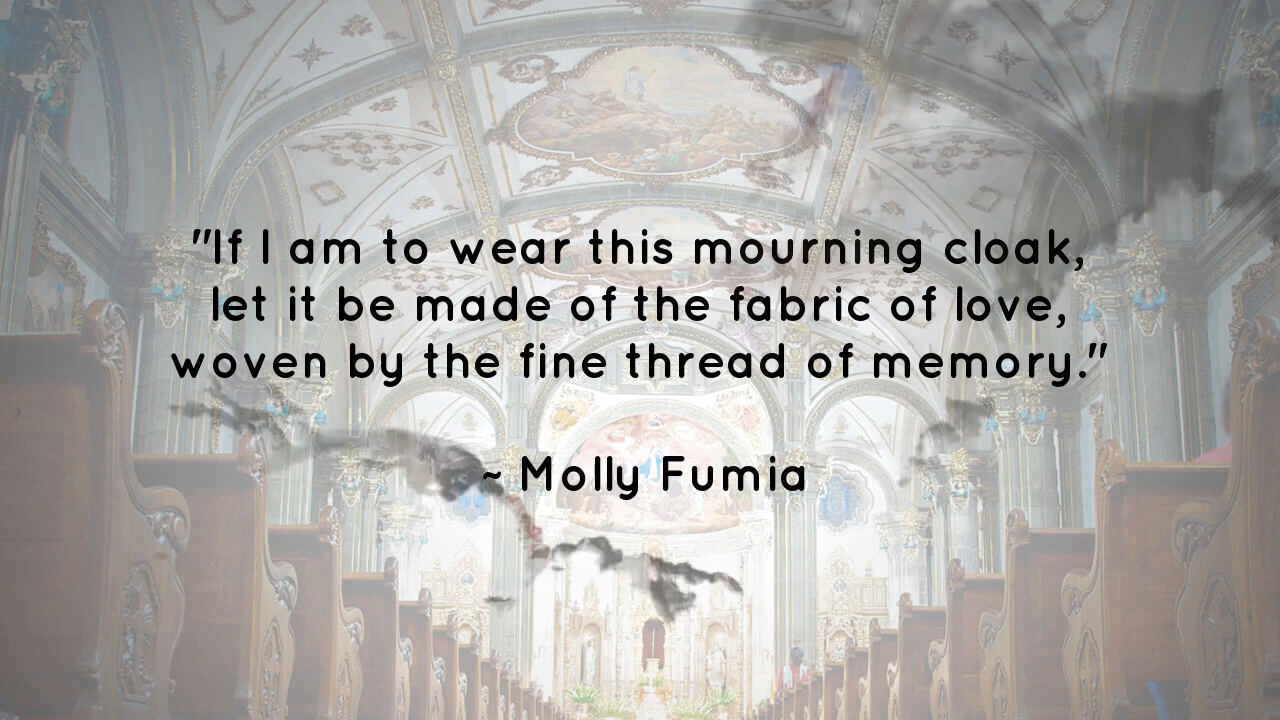 "If I am to wear this mourning cloak,
let it be made of the fabric of love,
woven by the fine thread of memory."
~ Molly Fumia